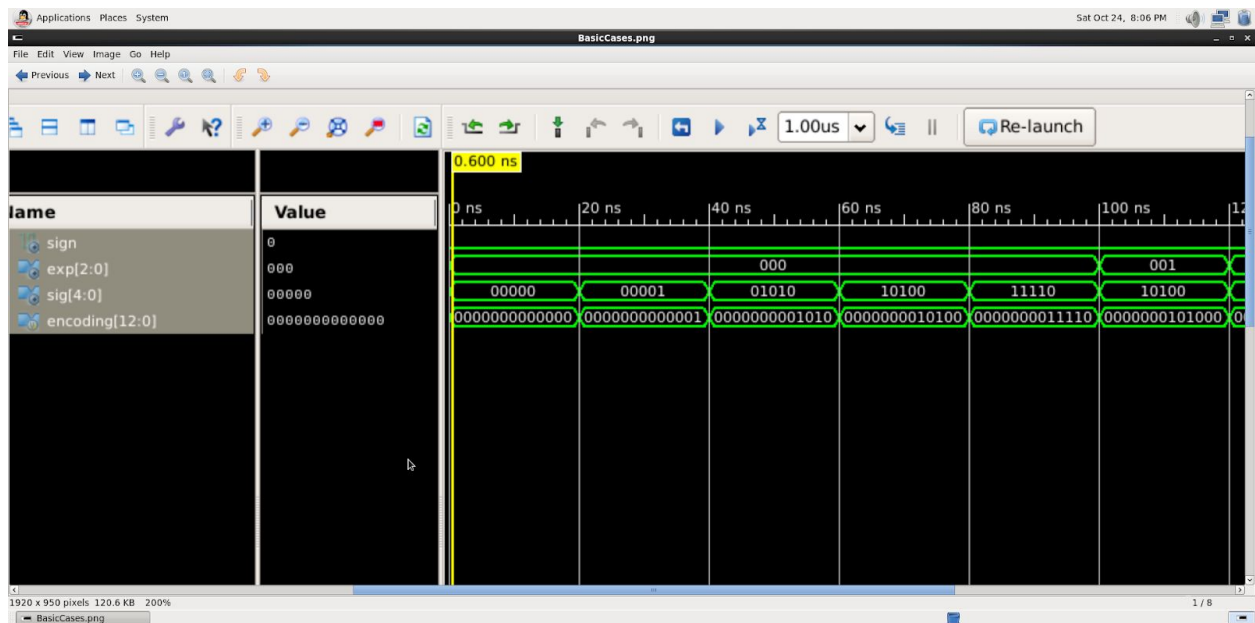 Applications Places System Sat Oct 24, 8:06 PM
BasicCases.png
File Edit View Image Go Help
Previous Next
1.00us Re-launch
0.600 ns
lame Value 0 ns 20 ns 40 ns 60 ns 80 ns 100 ns 12
sign 0
exp[2:0] 000 000 001
sig[4:0] 00000 00000 00001 01010 10100 11110 10100
encoding[12:0] 0000000000000 0000000000000 0000000000001 0000000001010 0000000010100 0000000011110 0000000101000 0
1920 x 950 pixels 120.6 KB 200% 1 / 8
BasicCases.png